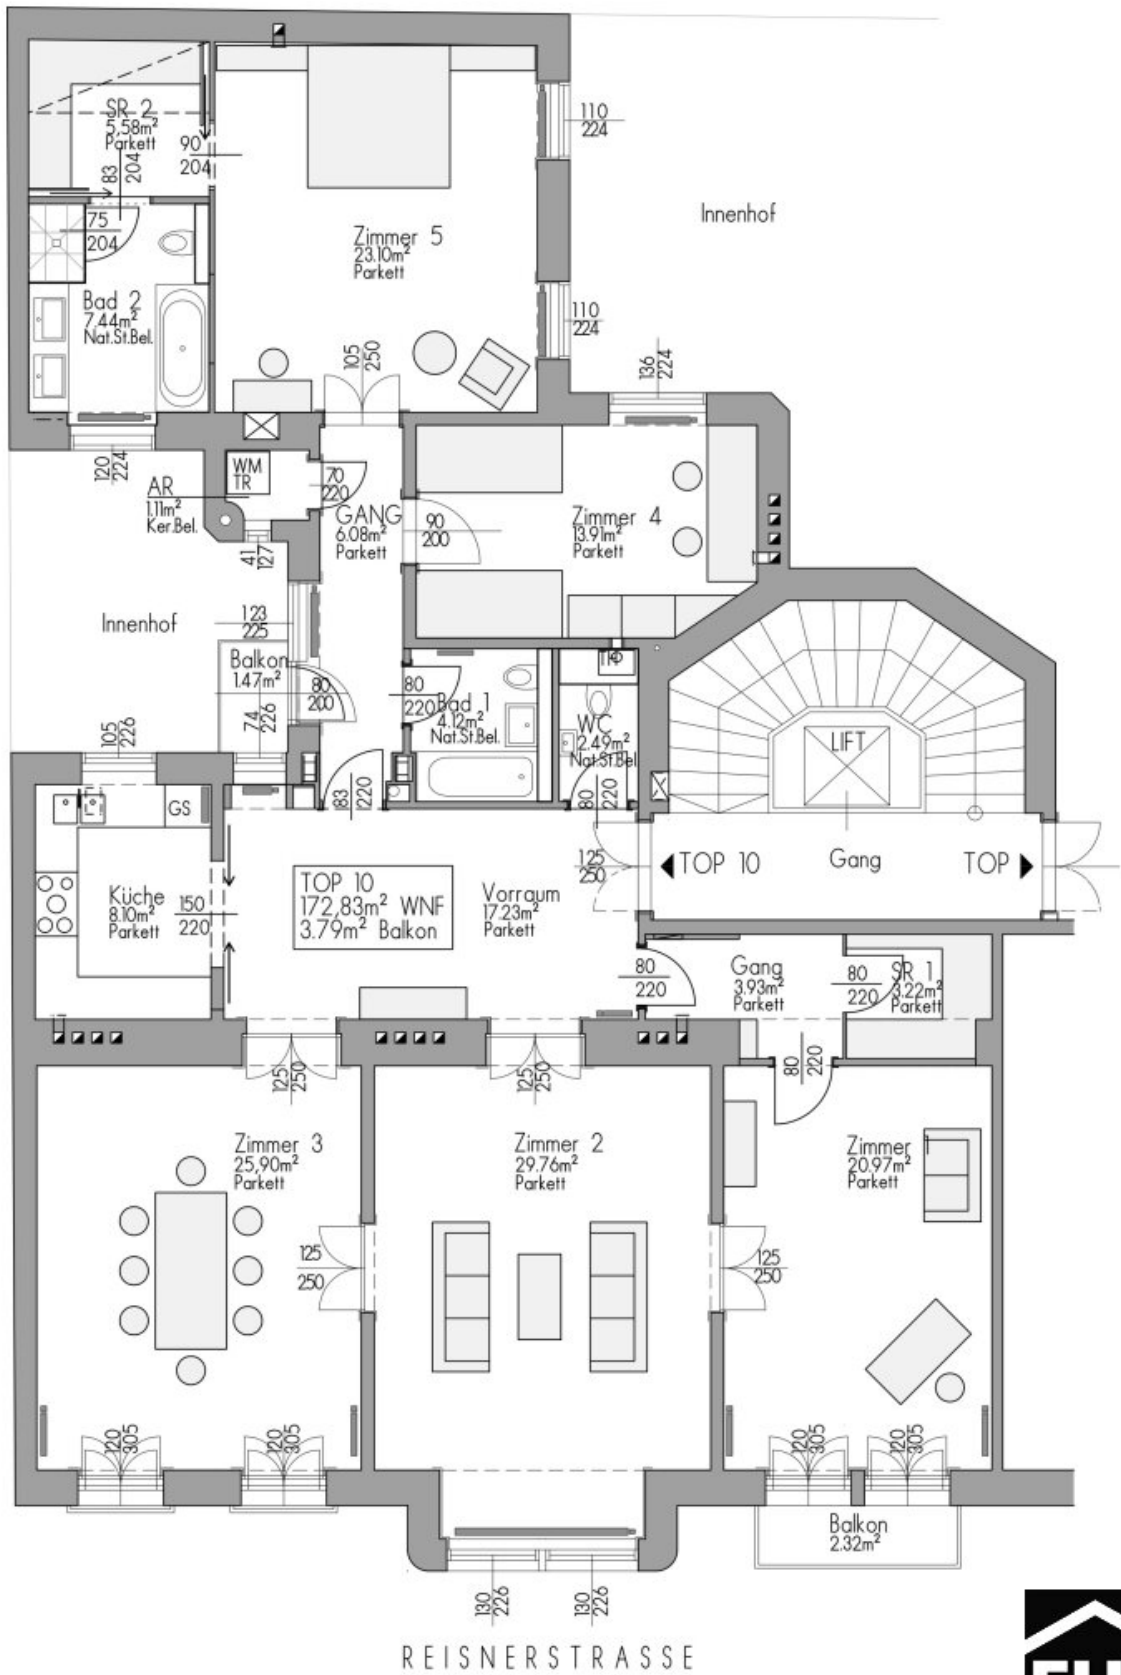 110
224
SR 2
5,58m²
Parkett
90
204
83
204
Innenhof
75
204
Zimmer 5
23.10m²
Parkett
Bad 2
7.44m²
Nat.St.Bel.
110
224
105
250
136
224
120
224
WM
TR
AR
1.11m²
Ker.Bel.
70
220
GANG
6.08m²
Parkett
90
200
Zimmer 4
13.91m²
Parkett
41
127
Innenhof
123
225
Balkon
1.47m²
80
200
74
226
80
220
Bad 1
4.12m²
Nat.St.Bel.
WC
2.49m²
Nat.St.Bel
LIFT
105
226
83
220
80
220
GS
TOP 10
172,83m² WNF
3.79m² Balkon
Vorraum
17.23m²
Parkett
125
250
TOP 10
Gang
TOP
Küche
8.10m²
Parkett
150
220
80
220
Gang
3.93m²
Parkett
80
220
SR 1
3.22m²
Parkett
125
250
125
250
80
220
Zimmer 3
25,90m²
Parkett
Zimmer 2
29.76m²
Parkett
Zimmer
20.97m²
Parkett
125
250
125
250
120
305
120
305
120
305
120
305
Balkon
2.32m²
130
226
130
226
REISNERSTRASSE